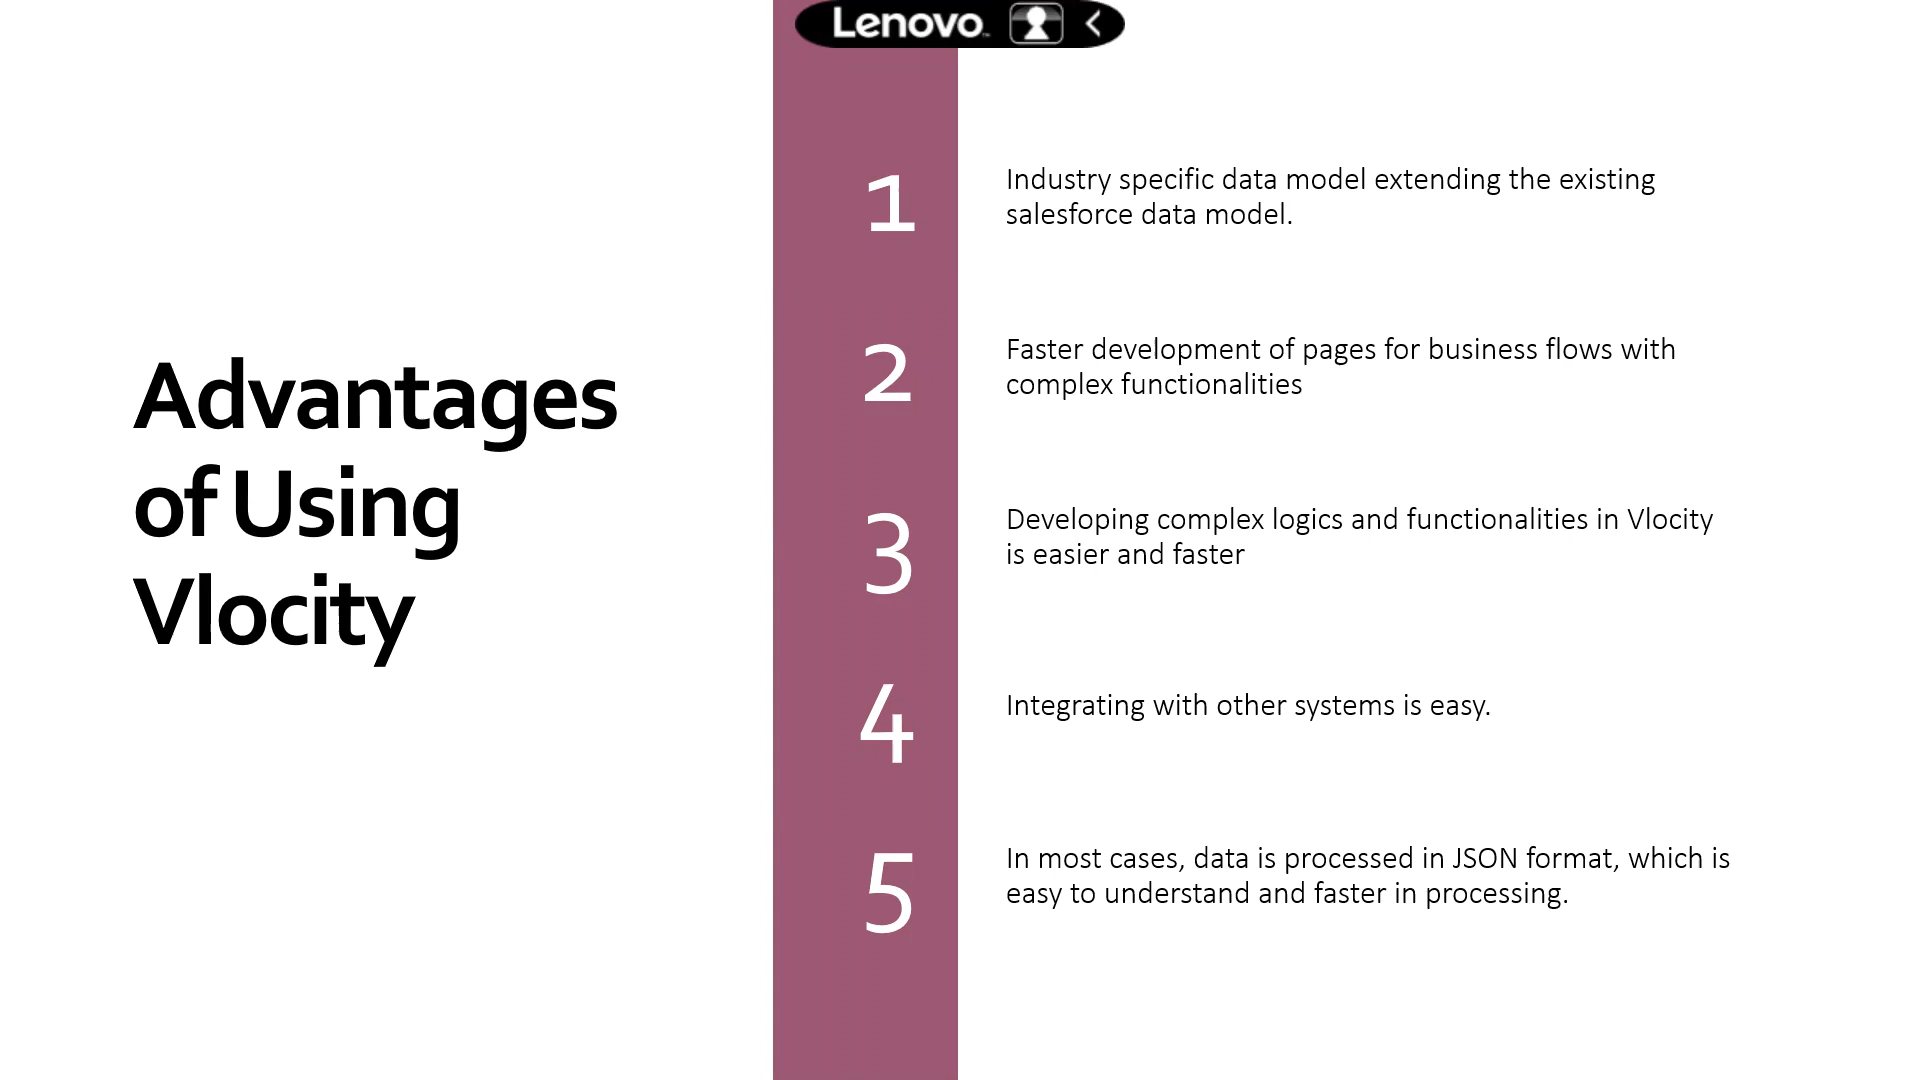 Lenovo
Advantages
of Using
Vlocity
1
Industry specific data model extending the existing
salesforce data model.
2
Faster development of pages for business flows with
complex functionalities
3
Developing complex logics and functionalities in Vlocity
is easier and faster
4
Integrating with other systems is easy.
5
In most cases, data is processed in JSON format, which is
easy to understand and faster in processing.